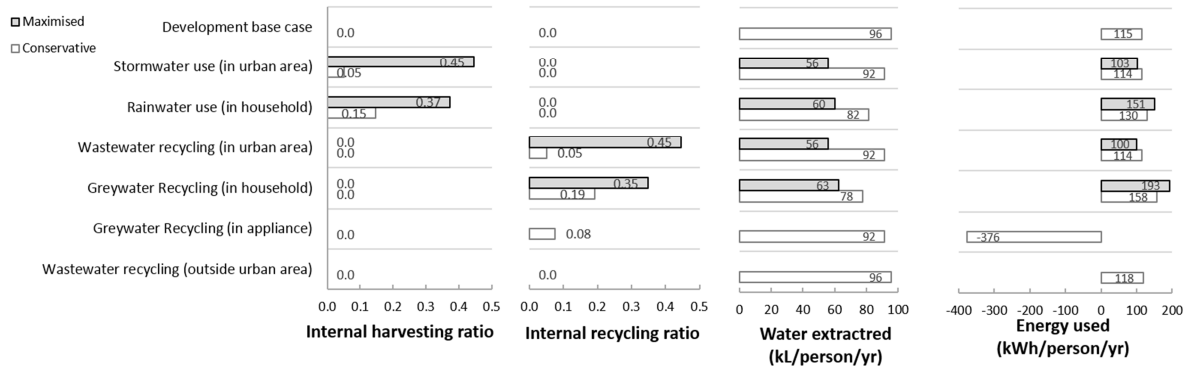 Maximised
Conservative
Development base case 0.0 0.0 96 115
Stormwater use (in urban area) 0.45 0.0 56 103
0.05 0.0 92 114
Rainwater use (in household) 0.37 0.0 60 151
0.15 0.0 82 130
Wastewater recycling (in urban area) 0.0 0.45 56 100
0.0 0.05 92 114
Greywater Recycling (in household) 0.0 0.35 63 193
0.0 0.19 78 158
Greywater Recycling (in appliance) 0.0 0.08 92 -376
Wastewater recycling (outside urban area) 0.0 0.0 96 118
0.0 0.1 0.2 0.3 0.4 0.5 0.0 0.1 0.2 0.3 0.4 0.5 0 20 40 60 80 100 -400 -300 -200 -100 0 100 200
Internal harvesting ratio Internal recycling ratio Water extractred Energy used
(kL/person/yr) (kWh/person/yr)